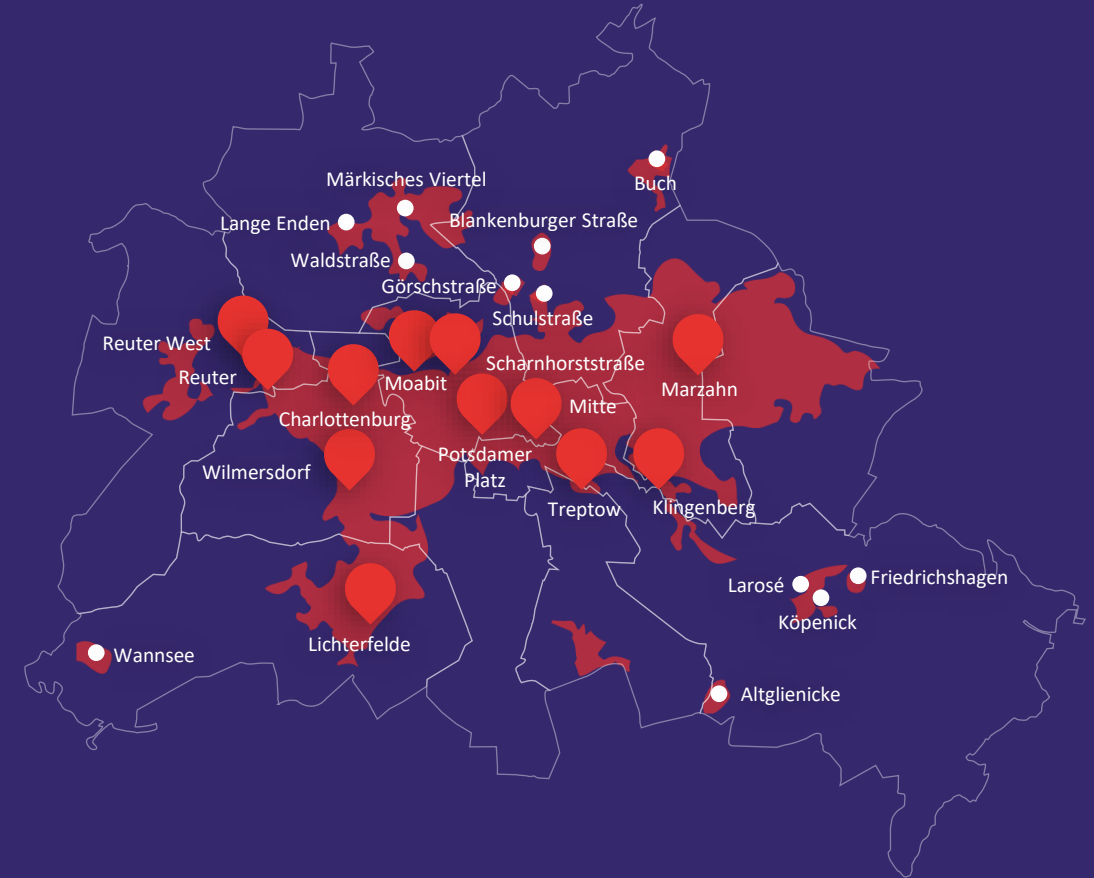 Märkisches Viertel
Buch
Lange Enden
Blankenburger Straße
Waldstraße
Görschstraße
Schulstraße
Reuter West
Scharnhorststraße
Reuter
Moabit
Marzahn
Charlottenburg
Mitte
Potsdamer
Platz
Wilmersdorf
Treptow
Klingenberg
Friedrichshagen
Larosé
Köpenick
Lichterfelde
Wannsee
Altglienicke